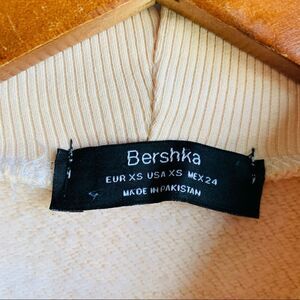 Bershka
EUR XS USA XS MEX 24
MADE IN PAKISTAN